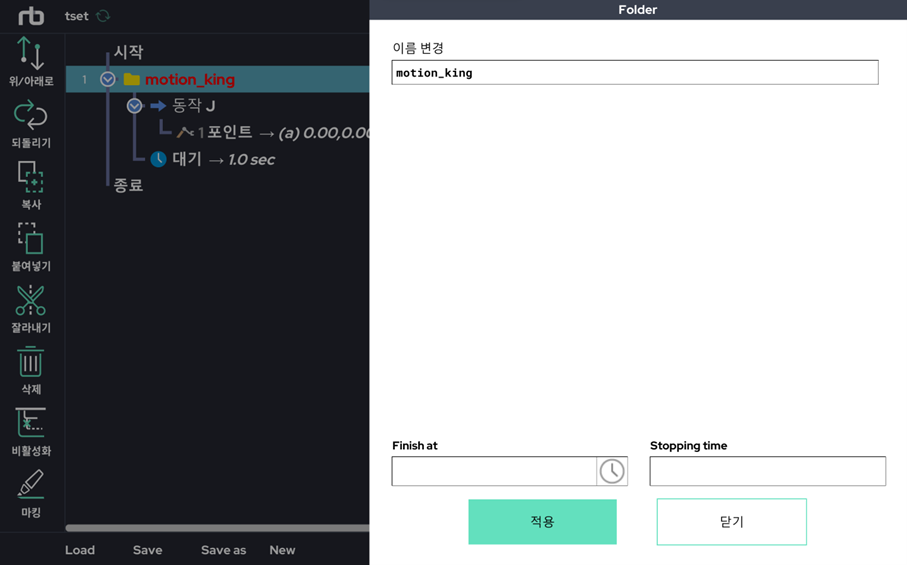 rb tset
Folder
시작
1 motion_king
동작 J
1 포인트 → (a) 0.00,0.00
대기 → 1.0 sec
종료
위/아래로
되돌리기
복사
붙여넣기
잘라내기
삭제
비활성화
마킹
Load Save Save as New
이름 변경
motion_king
Finish at Stopping time
적용 닫기